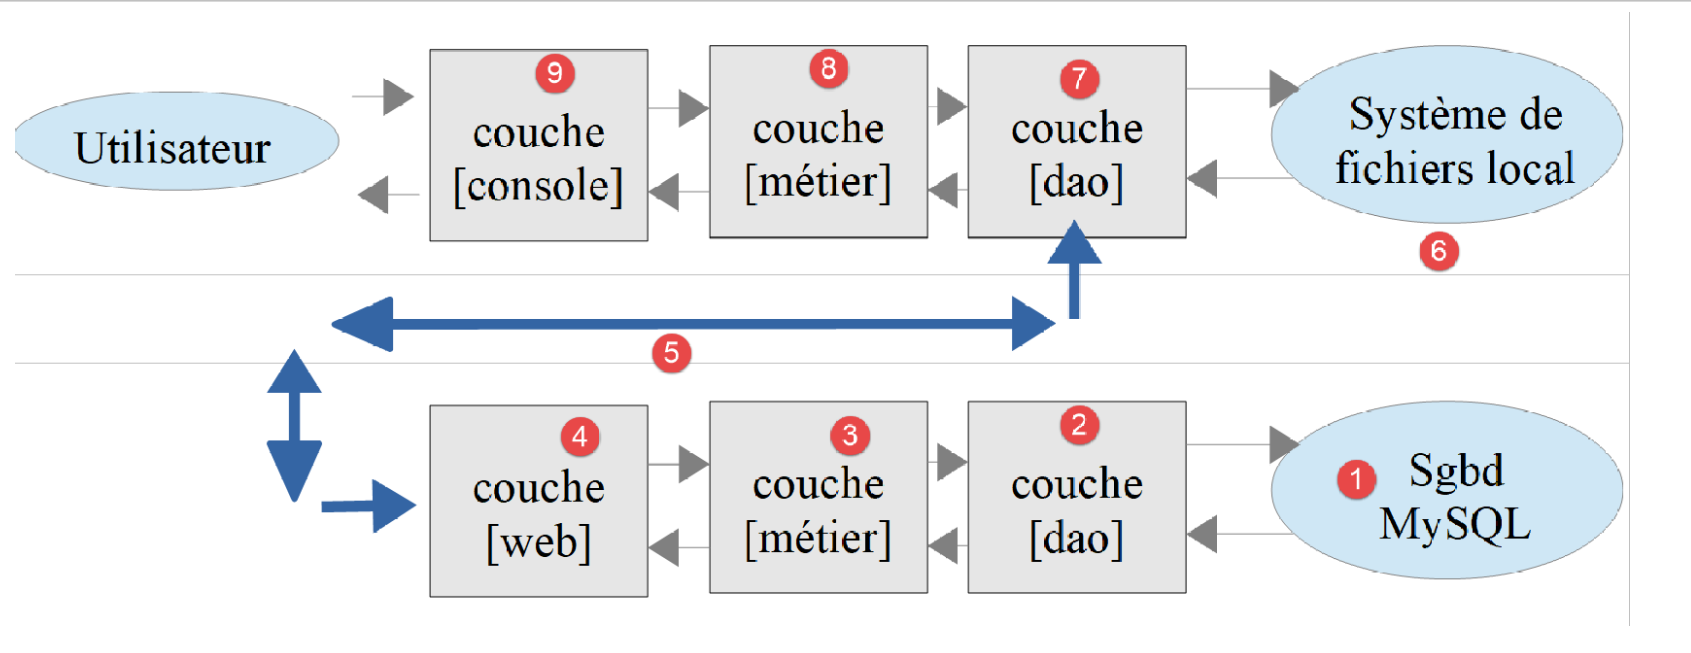 9
8
7
Utilisateur
couche
[console]
couche
[métier]
couche
[dao]
Système de
fichiers local
6
5
4
3
2
1
couche
[web]
couche
[métier]
couche
[dao]
Sgbd
MySQL